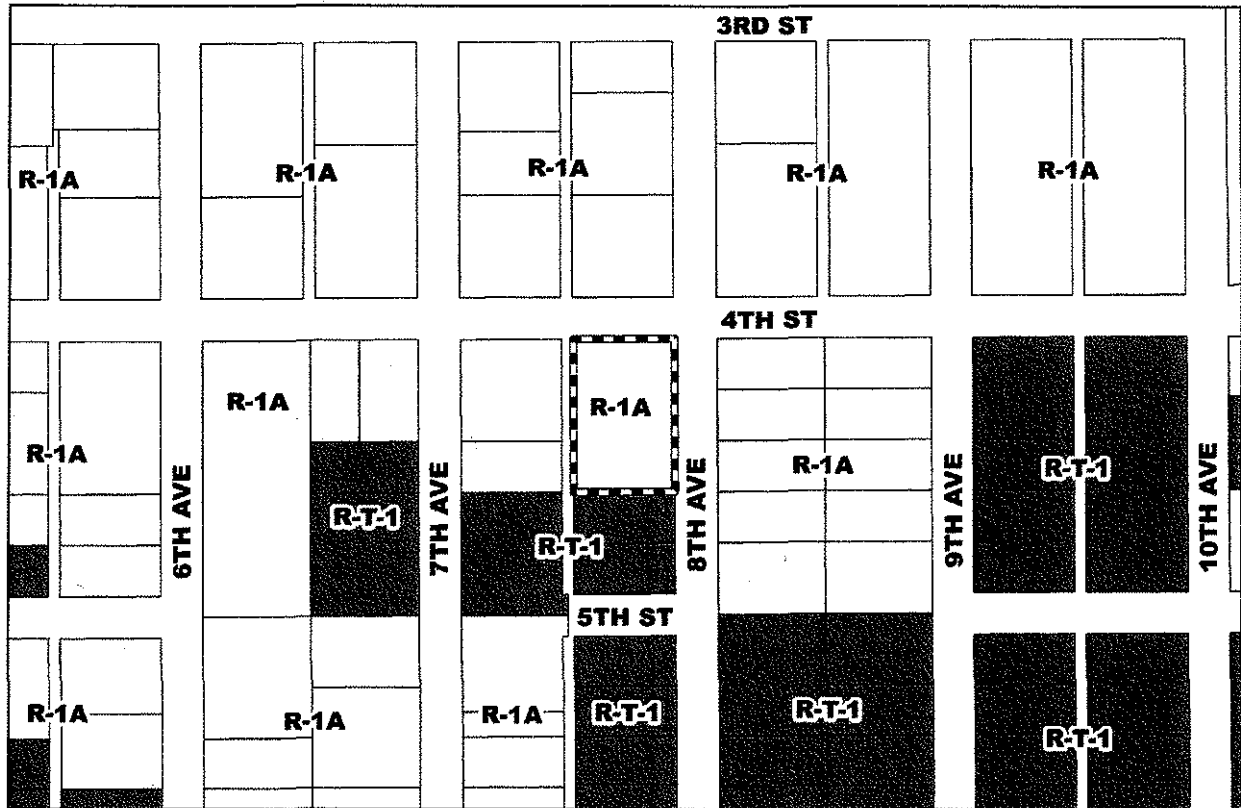 3RD ST
R-1A
R-1A
R-1A
R-1A
R-1A
4TH ST
R-1A
R-1A
R-1A
R-1A
R-T-1
R-T-1
R-T-1
6TH AVE
7TH AVE
8TH AVE
9TH AVE
10TH AVE
5TH ST
R-1A
R-1A
R-1A
R-T-1
R-T-1
R-T-1